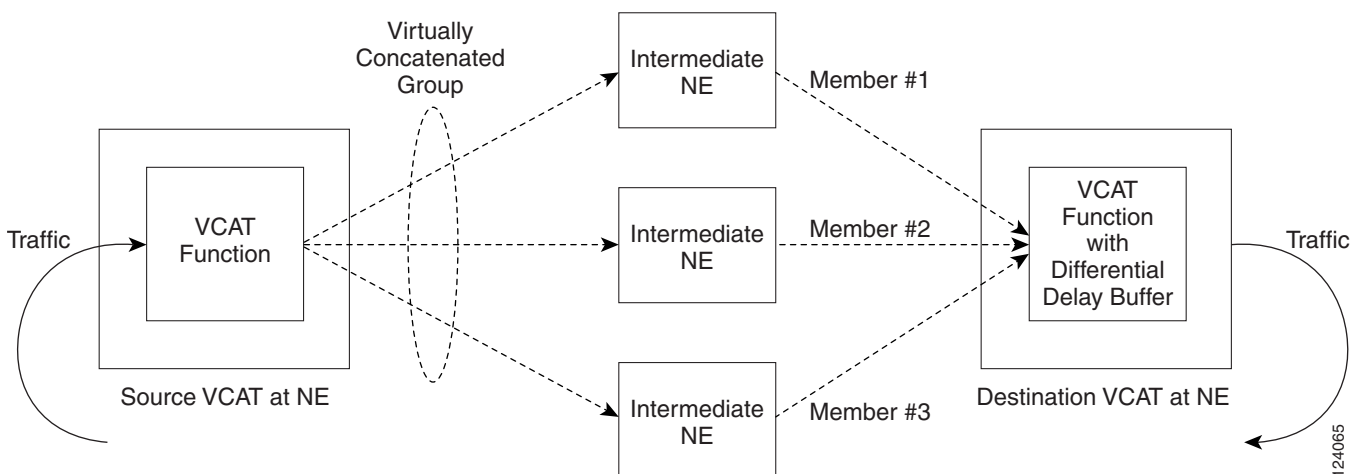 Virtually
Concatenated
Group
Intermediate
NE
Member #1
Traffic
VCAT
Function
Source VCAT at NE
Intermediate
NE
Member #2
VCAT
Function
with
Differential
Delay Buffer
Destination VCAT at NE
Traffic
Intermediate
NE
Member #3
124065